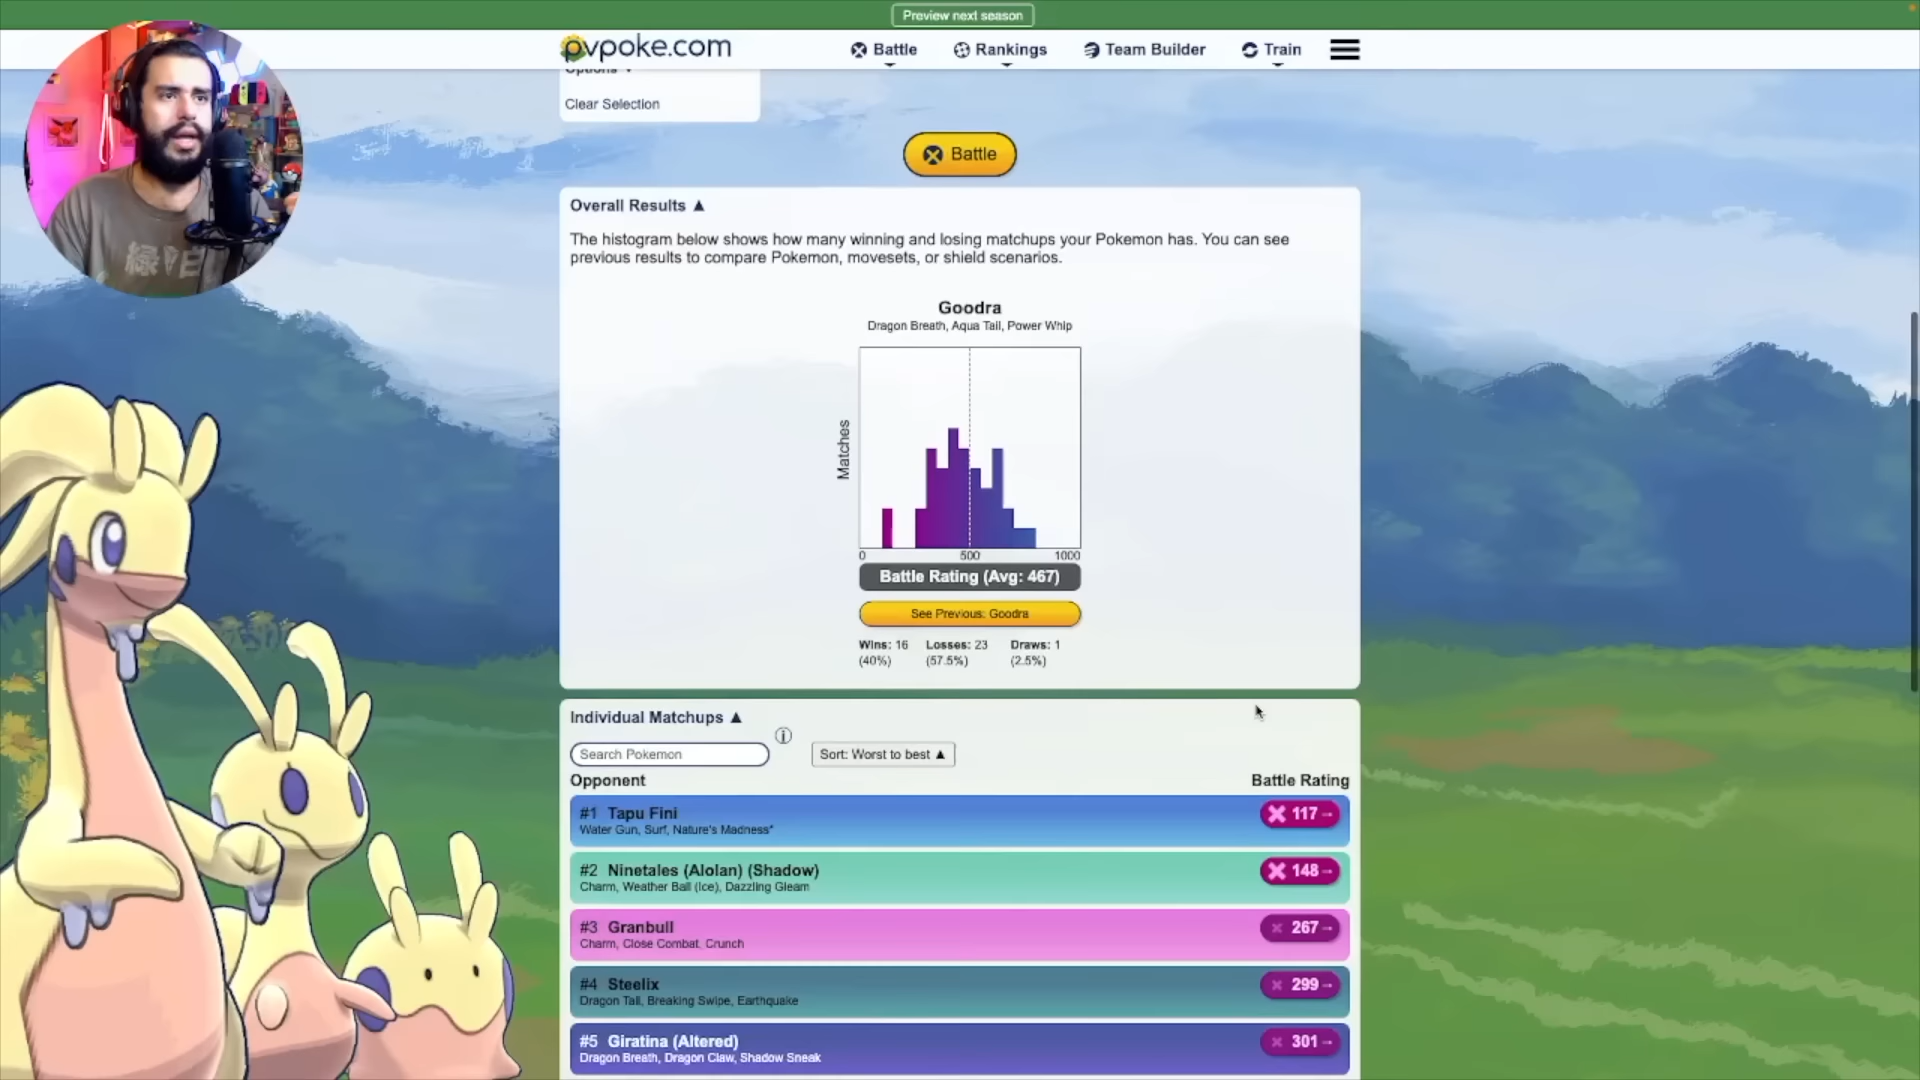 Preview next season
pvpoke.com
Battle
Rankings
Team Builder
Train
Options ▼
Clear Selection
Battle
Overall Results ▲
The histogram below shows how many winning and losing matchups your Pokemon has. You can see
previous results to compare Pokemon, movesets, or shield scenarios.
Goodra
Dragon Breath, Aqua Tail, Power Whip
Matches
0 500 1000
Battle Rating (Avg: 467)
See Previous: Goodra
Wins: 16 Losses: 23 Draws: 1
(40%) (57.5%) (2.5%)
Individual Matchups ▲
Search Pokemon
Sort: Worst to best ▲
Opponent Battle Rating
#1 Tapu Fini 117
Water Gun, Surf, Nature's Madness*
#2 Ninetales (Alolan) (Shadow) 148
Charm, Weather Ball (Ice), Dazzling Gleam
#3 Granbull 267
Charm, Close Combat, Crunch
#4 Steelix 299
Dragon Tail, Breaking Swipe, Earthquake
#5 Giratina (Altered) 301
Dragon Breath, Dragon Claw, Shadow Sneak